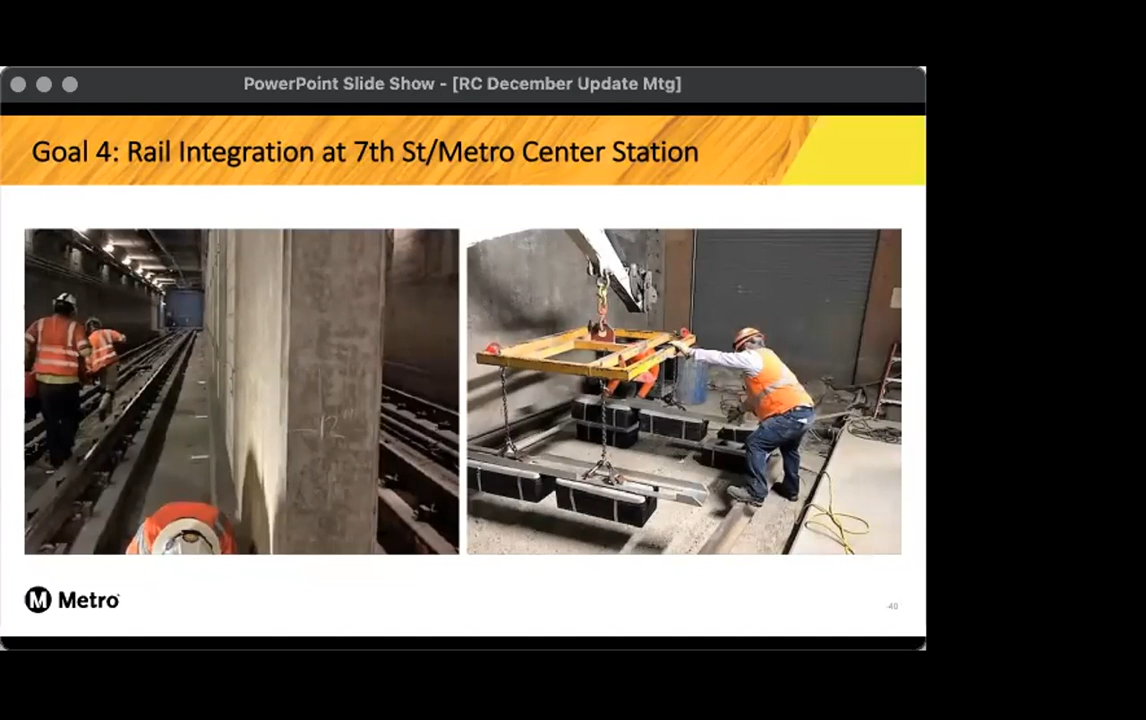 PowerPoint Slide Show - [RC December Update Mtg]
Goal 4: Rail Integration at 7th St/Metro Center Station
12"
M Metro
40